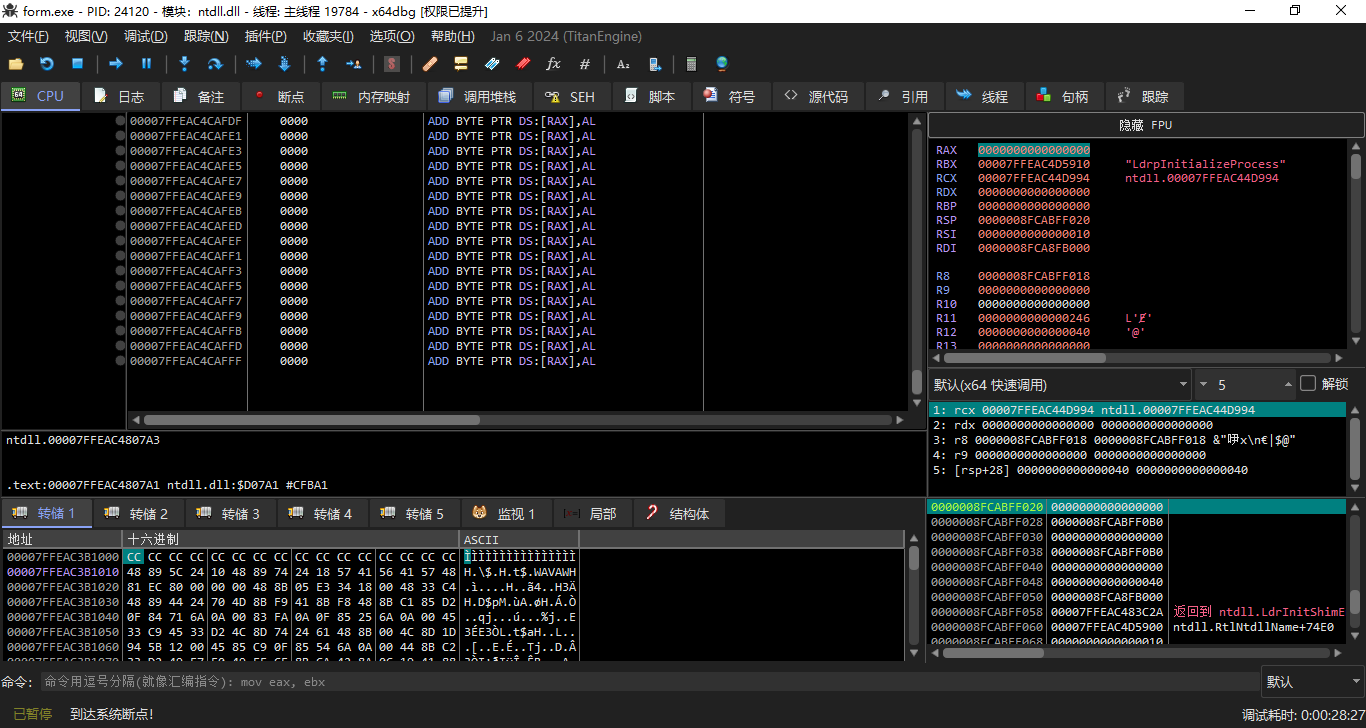 form.exe - PID: 24120 - 模块: ntdll.dll - 线程: 主线程 19784 - x64dbg [权限已提升]
文件(F) 视图(V) 调试(D) 跟踪(N) 插件(P) 收藏夹(I) 选项(O) 帮助(H) Jan 6 2024 (TitanEngine)
CPU 日志 备注 断点 内存映射 调用堆栈 SEH 脚本 符号 源代码 引用 线程 句柄 跟踪
00007FFEAC4CAFDF 0000 ADD BYTE PTR DS:[RAX],AL
00007FFEAC4CAFE1 0000 ADD BYTE PTR DS:[RAX],AL
00007FFEAC4CAFE3 0000 ADD BYTE PTR DS:[RAX],AL
00007FFEAC4CAFE5 0000 ADD BYTE PTR DS:[RAX],AL
00007FFEAC4CAFE7 0000 ADD BYTE PTR DS:[RAX],AL
00007FFEAC4CAFE9 0000 ADD BYTE PTR DS:[RAX],AL
00007FFEAC4CAFEB 0000 ADD BYTE PTR DS:[RAX],AL
00007FFEAC4CAFED 0000 ADD BYTE PTR DS:[RAX],AL
00007FFEAC4CAFEF 0000 ADD BYTE PTR DS:[RAX],AL
00007FFEAC4CAFF1 0000 ADD BYTE PTR DS:[RAX],AL
00007FFEAC4CAFF3 0000 ADD BYTE PTR DS:[RAX],AL
00007FFEAC4CAFF5 0000 ADD BYTE PTR DS:[RAX],AL
00007FFEAC4CAFF7 0000 ADD BYTE PTR DS:[RAX],AL
00007FFEAC4CAFF9 0000 ADD BYTE PTR DS:[RAX],AL
00007FFEAC4CAFFB 0000 ADD BYTE PTR DS:[RAX],AL
00007FFEAC4CAFFD 0000 ADD BYTE PTR DS:[RAX],AL
00007FFEAC4CAFFF 0000 ADD BYTE PTR DS:[RAX],AL
隐藏 FPU
RAX 0000000000000000
RBX 00007FFEAC4D5910 "LdrpInitializeProcess"
RCX 00007FFEAC44D994 ntdll.00007FFEAC44D994
RDX 0000000000000000
RBP 0000000000000000
RSP 0000008FCABFF020
RSI 0000000000000010
RDI 0000008FCA8FB000
R8 0000008FCABFF018
R9 0000000000000000
R10 0000000000000000
R11 0000000000000246 L'Ɇ'
R12 0000000000000040 '@'
R13 0000000000000000
默认(x64 快速调用) 5 解锁
1: rcx 00007FFEAC44D994 ntdll.00007FFEAC44D994
2: rdx 0000000000000000 0000000000000000
3: r8 0000008FCABFF018 0000008FCABFF018
4: r9 0000000000000000 0000000000000000
5: [rsp+28] 0000000000000040 0000000000000040
ntdll.00007FFEAC4807A3
.text:00007FFEAC4807A1 ntdll.dll:$D07A1 #CFBA1
转储 1 转储 2 转储 3 转储 4 转储 5 监视 1 局部 结构体
地址 十六进制 ASCII
00007FFEAC3B1000 CC CC CC CC CC CC CC CC CC CC CC CC CC CC CC CC ÌÌÌÌÌÌÌÌÌÌÌÌÌÌÌÌ
00007FFEAC3B1010 48 89 5C 24 10 48 89 74 24 18 57 41 56 41 57 48 H.\$.H.t$.WAVAWH
00007FFEAC3B1020 81 EC 80 00 00 00 48 8B 05 E3 34 18 00 48 33 C4 .ì....H..ã4..H3Ä
00007FFEAC3B1030 48 89 44 24 70 4D 8B F9 41 8B F8 48 8B C1 85 D2 H.D$pM.ùA.øH.Á.Ò
00007FFEAC3B1040 0F 84 71 6A 0A 00 83 FA 0A 0F 85 25 6A 0A 00 45 ..qj...ú...%j..E
00007FFEAC3B1050 33 C9 45 33 D2 4C 8D 74 24 61 48 8B 00 4C 8D 1D 3ÉE3ÒL.t$aH..L..
00007FFEAC3B1060 94 5B 12 00 45 85 C9 0F 85 54 6A 0A 00 44 8B C2 .[..E.É..Tj..D.Â
0000008FCABFF020 0000000000000000
0000008FCABFF028 0000008FCABFF0B0
0000008FCABFF030 0000000000000000
0000008FCABFF038 0000008FCABFF0B0
0000008FCABFF040 0000000000000000
0000008FCABFF048 0000000000000040
0000008FCABFF050 0000008FCA8FB000
0000008FCABFF058 00007FFEAC483C2A 返回到 ntdll.LdrInitShimE
0000008FCABFF060 00007FFEAC4D5900 ntdll.RtlNtdllName+74E0
0000008FCABFF068 0000000000000010
命令: 命令用逗号分隔(就像汇编指令): mov eax, ebx 默认
已暂停 到达系统断点! 调试耗时: 0:00:28:27